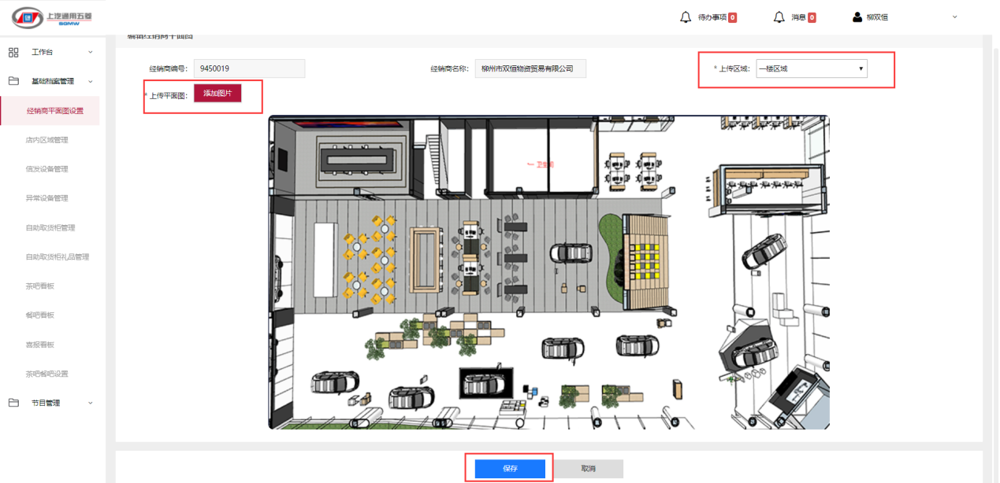 上汽通用五菱
SGMW
待办事项 0
消息 0
柳双恒
工作台
基础档案管理
经销商平面图设置
店内区域管理
信发设备管理
异常设备管理
自助取货柜管理
自助取货柜礼品管理
茶吧看板
餐吧看板
喜报看板
茶吧餐吧设置
节目管理
编辑经销商平面图
经销商编号: 9450019
经销商名称: 柳州市双恒物资贸易有限公司
* 上传区域: 一楼区域
* 上传平面图: 添加图片
卫生间
保存
取消